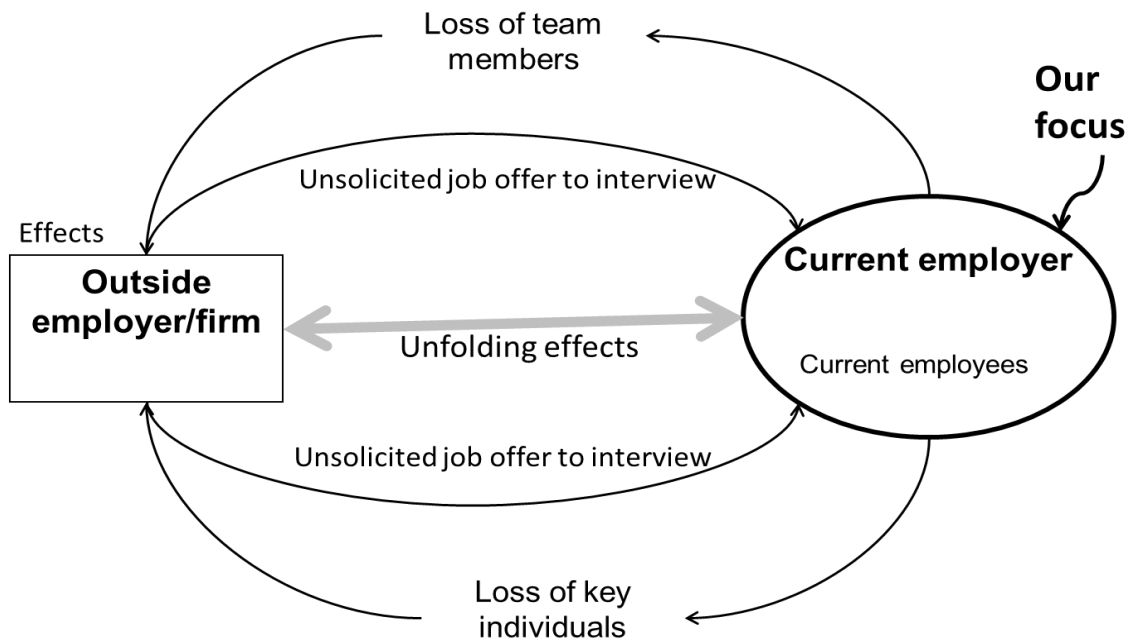 Loss of team
members
Our
focus
Unsolicited job offer to interview
Effects
Outside
employer/firm
Current employer
Unfolding effects
Current employees
Unsolicited job offer to interview
Loss of key
individuals